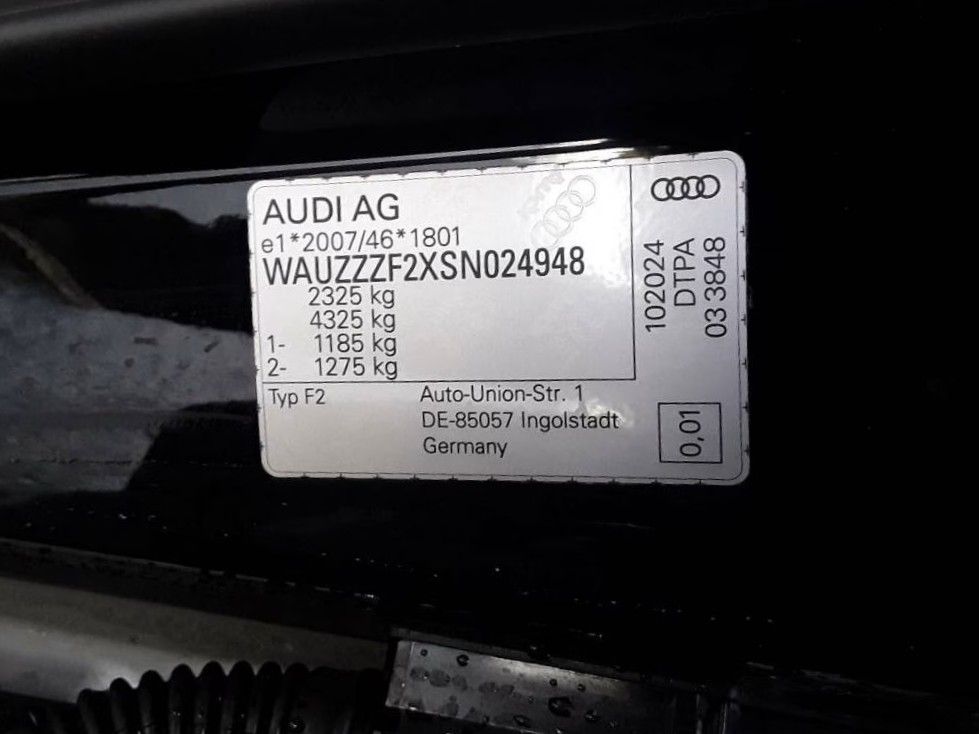 AUDI AG
e1*2007/46*1801
WAUZZZF2XSN024948
2325 kg
4325 kg
1- 1185 kg
2- 1275 kg
Typ F2
Auto-Union-Str. 1
DE-85057 Ingolstadt
Germany
102024
DTPA
03 3848
0,01